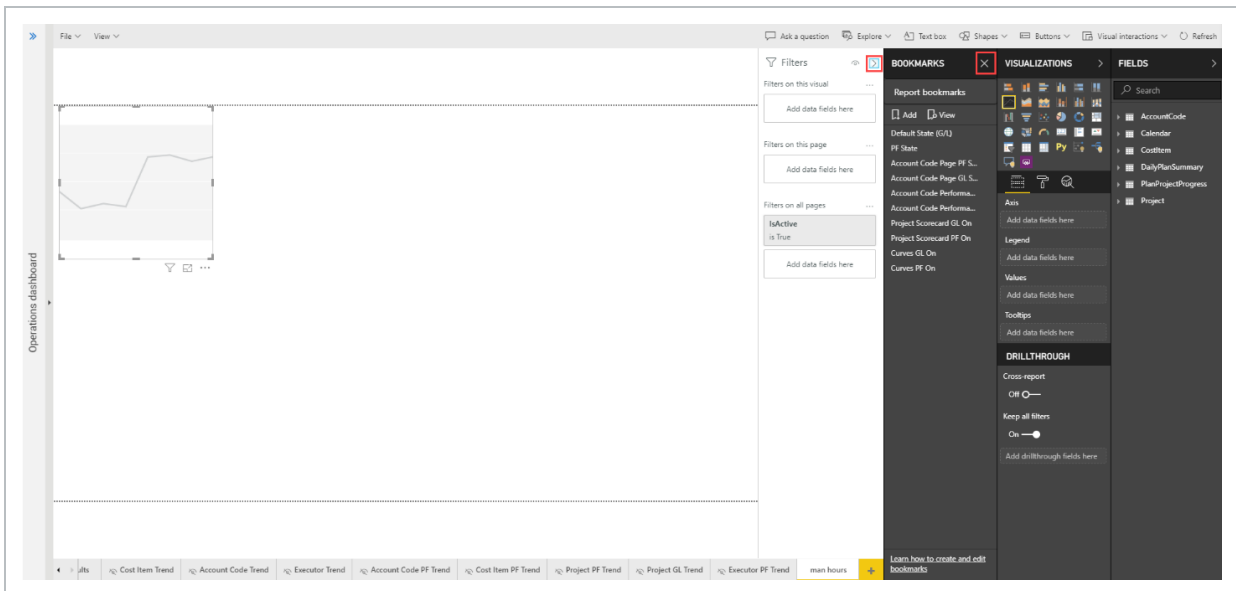 File View Ask a question Explore Text box Shapes Buttons Visual interactions Refresh
Operations dashboard
Filters
Filters on this visual ...
Add data fields here
Filters on this page ...
Add data fields here
Filters on all pages ...
IsActive
is True
Add data fields here
BOOKMARKS
Report bookmarks
Add View
Default State (G/L)
PF State
Account Code Page PF S...
Account Code Page GL S...
Account Code Performa...
Account Code Performa...
Project Scorecard GL On
Project Scorecard PF On
Curves GL On
Curves PF On
Learn how to create and edit
bookmarks
VISUALIZATIONS
Py
Axis
Add data fields here
Legend
Add data fields here
Values
Add data fields here
Tooltips
Add data fields here
DRILLTHROUGH
Cross-report
Off
Keep all filters
On
Add drillthrough fields here
FIELDS
Search
AccountCode
Calendar
CostItem
DailyPlanSummary
PlanProjectProgress
Project
ults Cost Item Trend Account Code Trend Executor Trend Account Code PF Trend Cost Item PF Trend Project PF Trend Project GL Trend Executor PF Trend man hours +